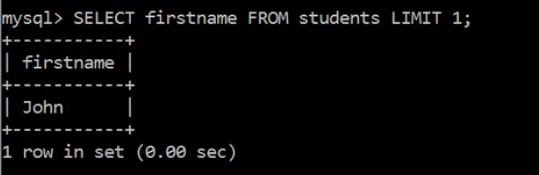 mysql> SELECT firstname FROM students LIMIT 1;
+-----------+
| firstname |
+-----------+
| John      |
+-----------+
1 row in set (0.00 sec)